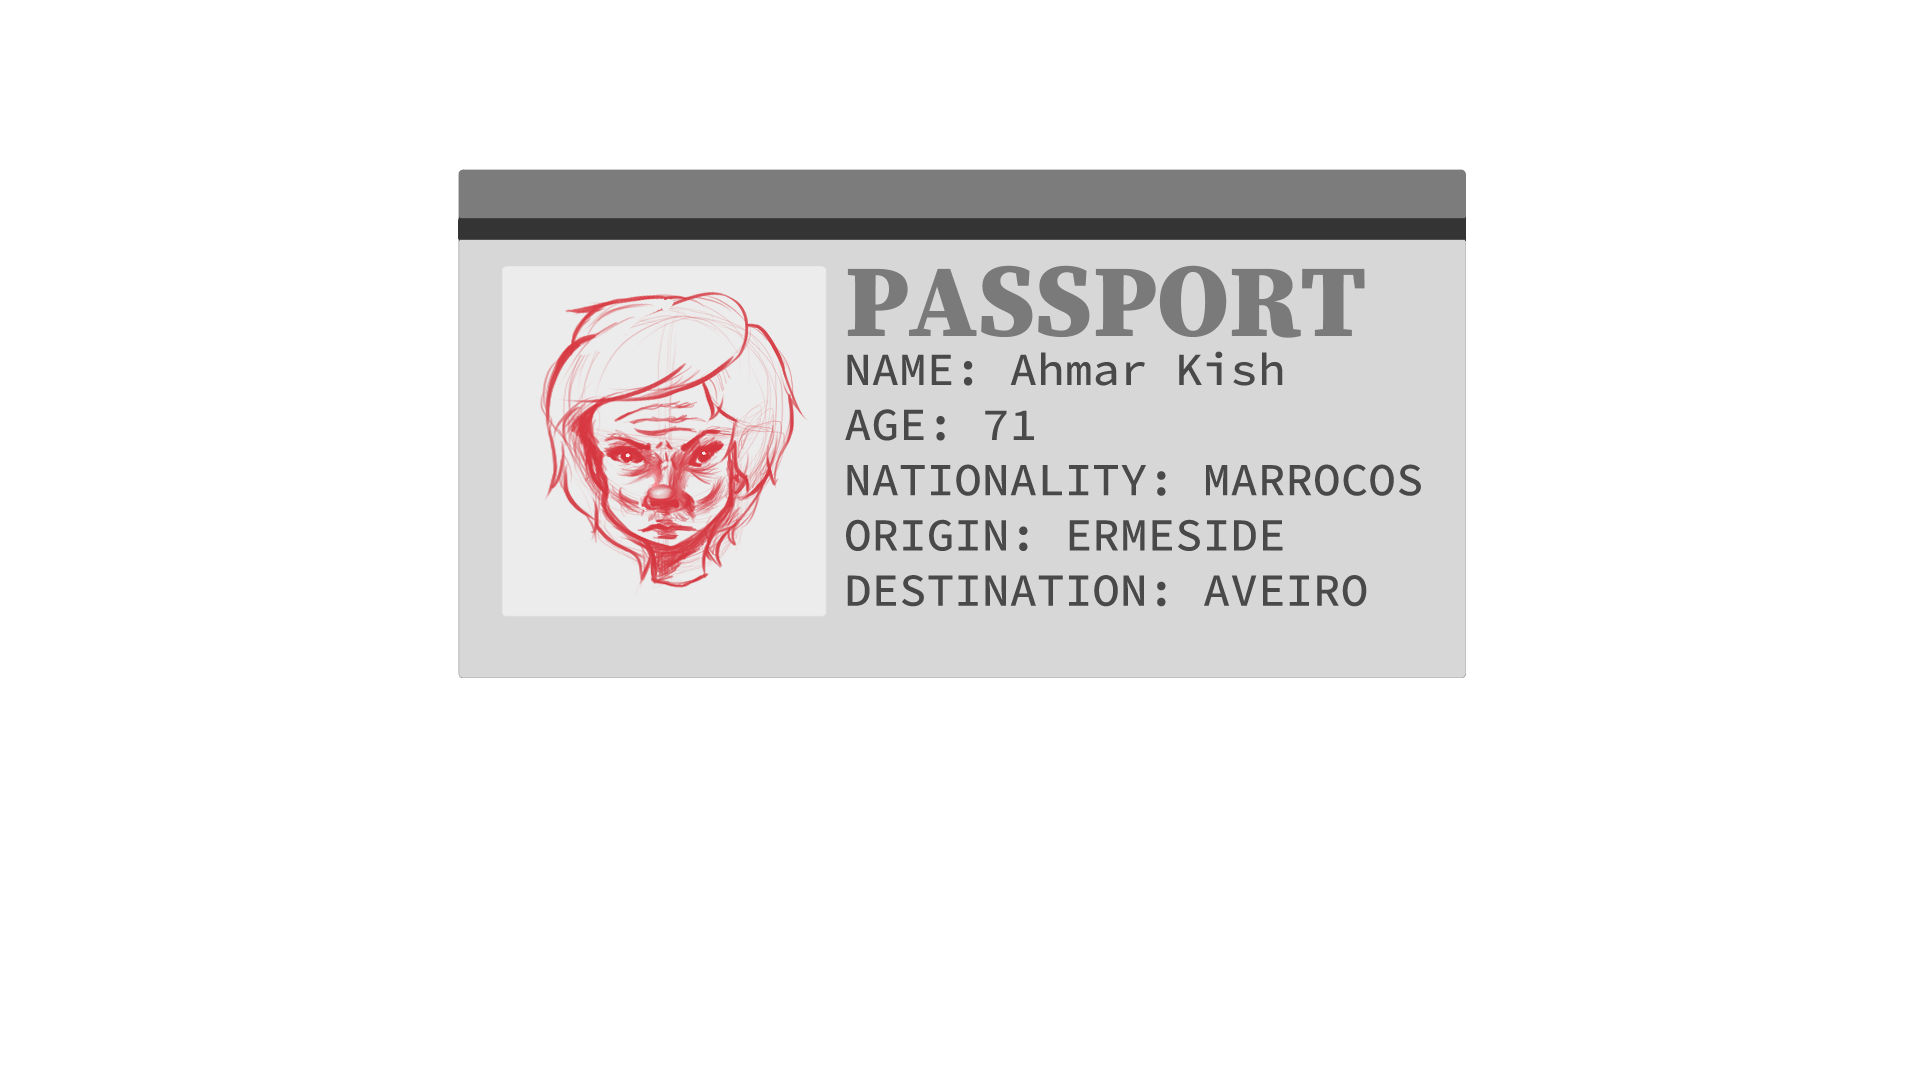 PASSPORT
NAME: Ahmar Kish
AGE: 71
NATIONALITY: MARROCOS
ORIGIN: ERMESIDE
DESTINATION: AVEIRO